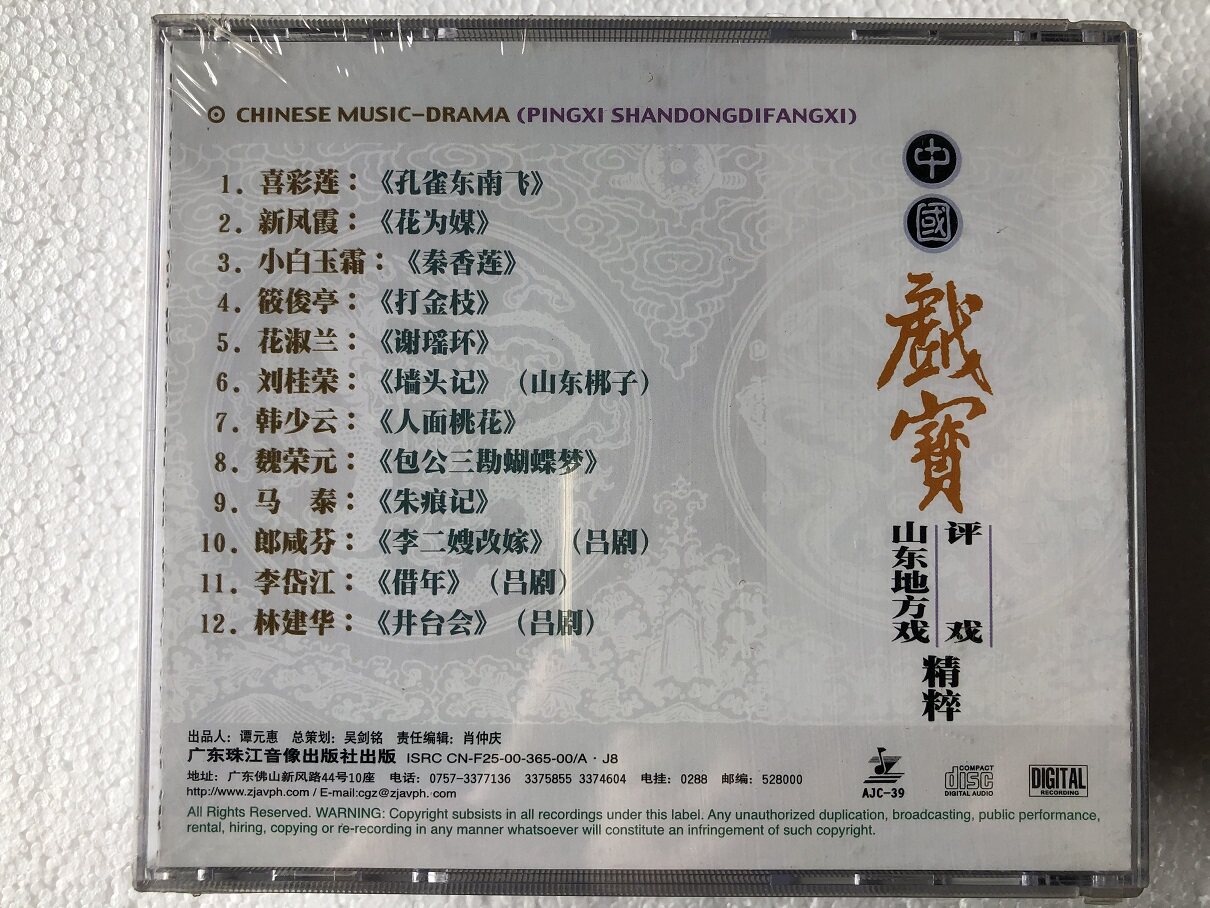 ⊙ CHINESE MUSIC-DRAMA (PINGXI SHANDONGDIFANGXI)
1. 喜彩莲：《孔雀东南飞》
2. 新凤霞：《花为媒》
3. 小白玉霜：《秦香莲》
4. 筱俊亭：《打金枝》
5. 花淑兰：《谢瑶环》
6. 刘桂荣：《墙头记》（山东梆子）
7. 韩少云：《人面桃花》
8. 魏荣元：《包公三勘蝴蝶梦》
9. 马 泰：《朱痕记》
10. 郎咸芬：《李二嫂改嫁》（吕剧）
11. 李岱江：《借年》（吕剧）
12. 林建华：《井台会》（吕剧）
中國
戲寶
评戏
山东地方戏
精粹
出品人：谭元惠 总策划：吴剑铭 责任编辑：肖仲庆
广东珠江音像出版社出版 ISRC CN-F25-00-365-00/A · J8
地址：广东佛山新风路44号10座 电话：0757-3377136 3375855 3374604 电挂：0288 邮编：528000
http://www.zjavph.com / E-mail:cgz@zjavph.com
AJC-39
COMPACT disc DIGITAL AUDIO
DIGITAL RECORDING
All Rights Reserved. WARNING: Copyright subsists in all recordings under this label. Any unauthorized duplication, broadcasting, public performance,
rental, hiring, copying or re-recording in any manner whatsoever will constitute an infringement of such copyright.